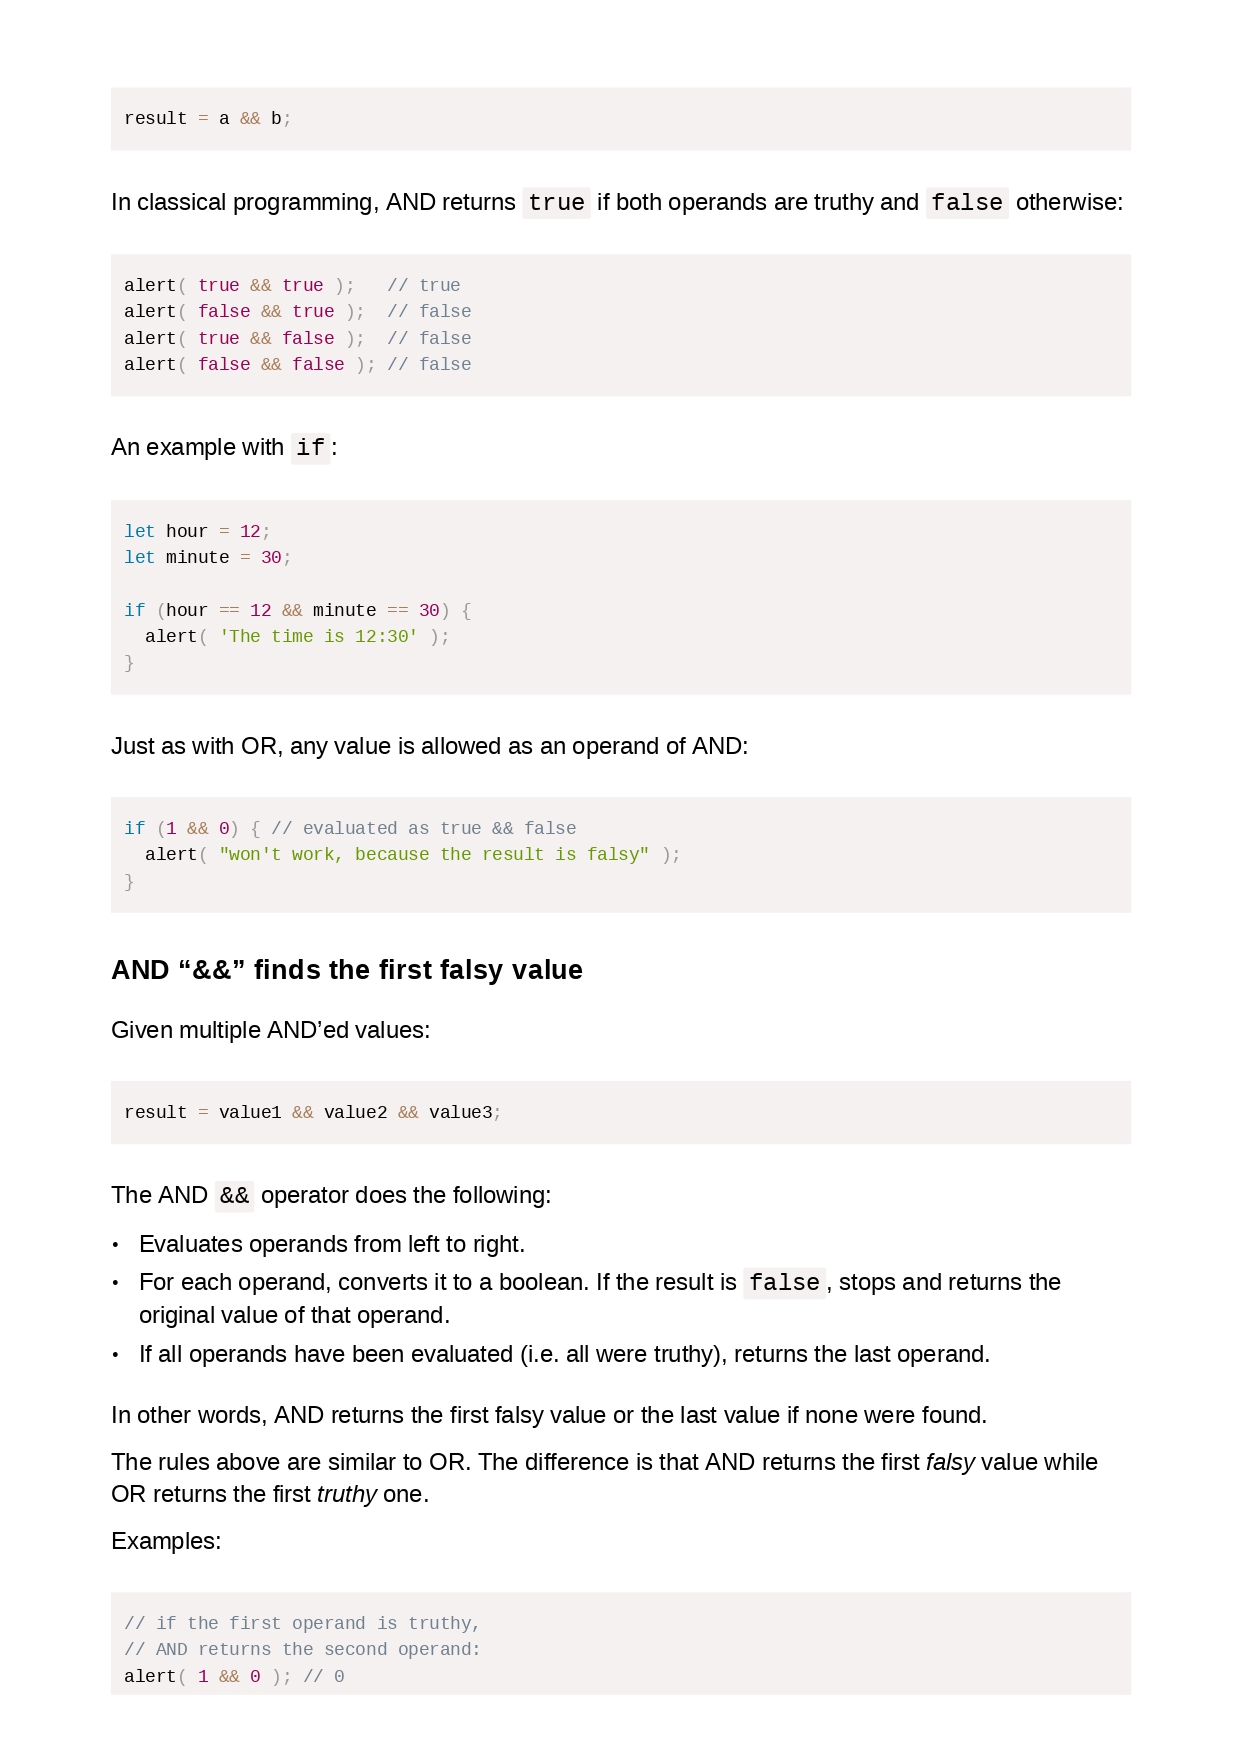 result = a && b;
In classical programming, AND returns true if both operands are truthy and false otherwise:
alert( true && true );   // true
alert( false && true );  // false
alert( true && false );  // false
alert( false && false ); // false
An example with if:
let hour = 12;
let minute = 30;
if (hour == 12 && minute == 30) {
  alert( 'The time is 12:30' );
}
Just as with OR, any value is allowed as an operand of AND:
if (1 && 0) { // evaluated as true && false
  alert( "won't work, because the result is falsy" );
}
AND “&&” finds the first falsy value
Given multiple AND’ed values:
result = value1 && value2 && value3;
The AND && operator does the following:
• Evaluates operands from left to right.
• For each operand, converts it to a boolean. If the result is false, stops and returns the
original value of that operand.
• If all operands have been evaluated (i.e. all were truthy), returns the last operand.
In other words, AND returns the first falsy value or the last value if none were found.
The rules above are similar to OR. The difference is that AND returns the first falsy value while
OR returns the first truthy one.
Examples:
// if the first operand is truthy,
// AND returns the second operand:
alert( 1 && 0 ); // 0